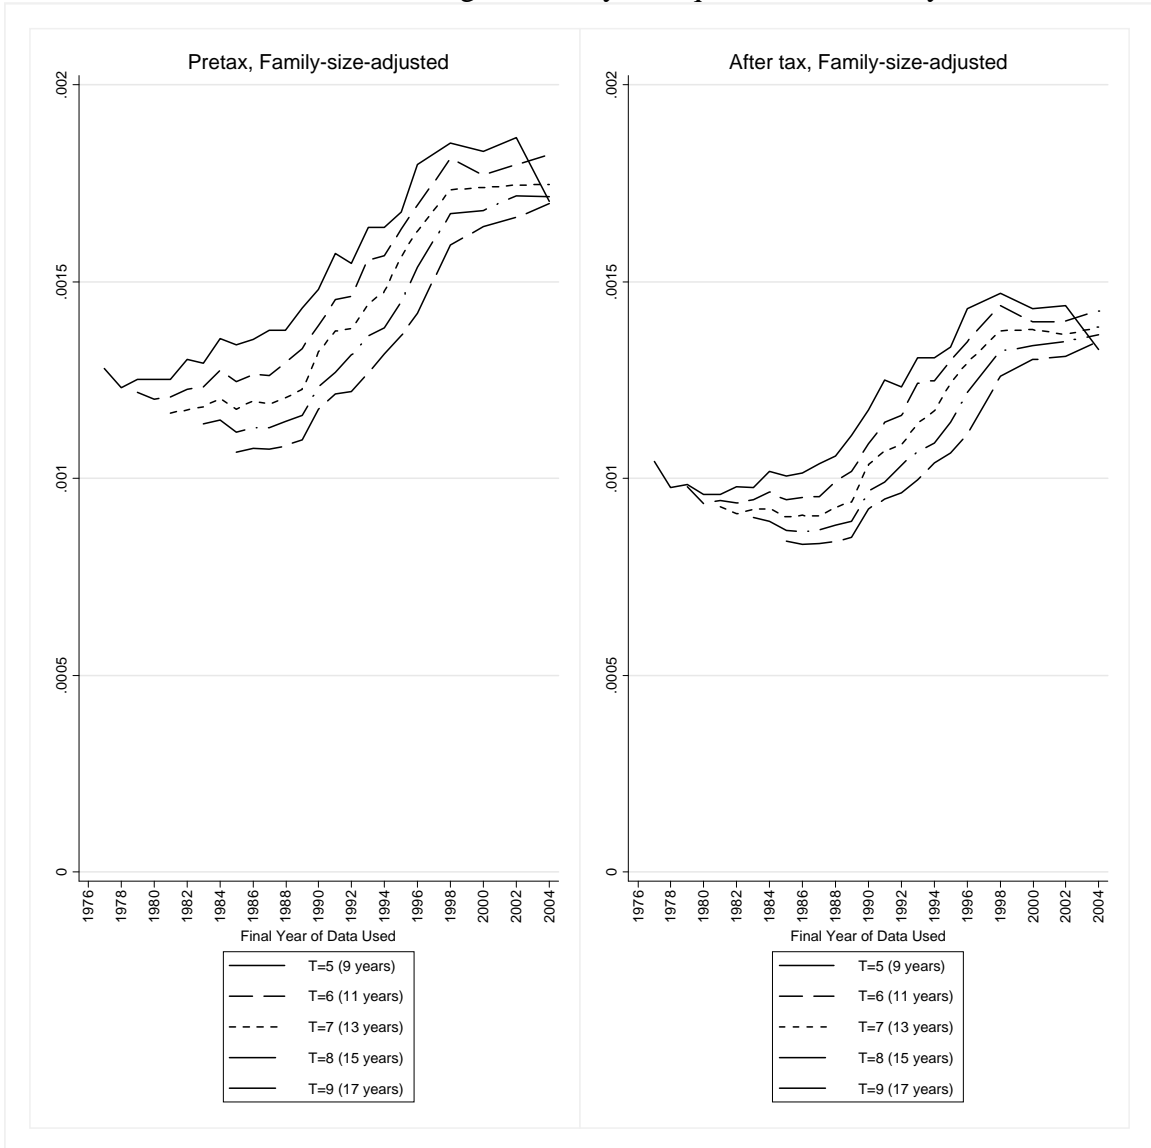 Pretax, Family-size-adjusted
.002
.0015
.001
.0005
0
1976 1978 1980 1982 1984 1986 1988 1990 1992 1994 1996 1998 2000 2002 2004
Final Year of Data Used
T=5 (9 years)
T=6 (11 years)
T=7 (13 years)
T=8 (15 years)
T=9 (17 years)
After tax, Family-size-adjusted
.002
.0015
.001
.0005
0
1976 1978 1980 1982 1984 1986 1988 1990 1992 1994 1996 1998 2000 2002 2004
Final Year of Data Used
T=5 (9 years)
T=6 (11 years)
T=7 (13 years)
T=8 (15 years)
T=9 (17 years)